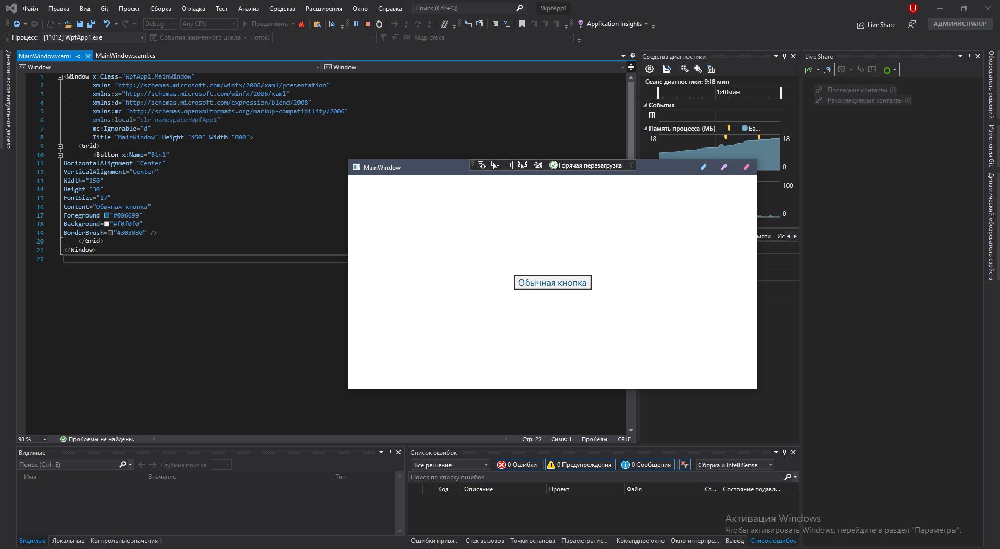 Файл Правка Вид Git Проект Сборка Отладка Тест Анализ Средства Расширения Окно Справка Поиск (Ctrl+Q) WpfApp1 U
Debug Any CPU Продолжить Application Insights Live Share АДМИНИСТРАТОР
Процесс: [11012] WpfApp1.exe События жизненного цикла Поток: Кадр стека:
Динамическое визуальное дерево
MainWindow.xaml MainWindow.xaml.cs
Window Window
1 <Window x:Class="WpfApp1.MainWindow"
2 xmlns="http://schemas.microsoft.com/winfx/2006/xaml/presentation"
3 xmlns:x="http://schemas.microsoft.com/winfx/2006/xaml"
4 xmlns:d="http://schemas.microsoft.com/expression/blend/2008"
5 xmlns:mc="http://schemas.openxmlformats.org/markup-compatibility/2006"
6 xmlns:local="clr-namespace:WpfApp1"
7 mc:Ignorable="d"
8 Title="MainWindow" Height="450" Width="800">
9 <Grid>
10 <Button x:Name="Btn1"
11 HorizontalAlignment="Center"
12 VerticalAlignment="Center"
13 Width="150"
14 Height="30"
15 FontSize="17"
16 Content="Обычная кнопка"
17 Foreground="#006699"
18 Background="#f0f0f0"
19 BorderBrush="#303030" />
20 </Grid>
21 </Window>
22
98 % Проблемы не найдены. Стр: 22 Симв: 1 Пробелы CRLF
MainWindow Горячая перезагрузка
Обычная кнопка
Средства диагностики
Сеанс диагностики: 9:18 мин
1:40мин
События
Память процесса (МБ) Ба...
18 18
0
100
0
мяти Ис
Live Share
Последние контакты (0)
Рекомендуемые контакты (0)
Обозреватель решений
Изменения Git
Динамический обозреватель свойств
Видимые
Поиск (Ctrl+E) Глубина поиска:
Имя Значение Тип
Видимые Локальные Контрольные значения 1
Список ошибок
Все решение 0 Ошибки 0 Предупреждения 0 Сообщения Сборка и IntelliSense
Поиск по списку ошибок
Код Описание Проект Файл Ст... Состояние подавл...
Ошибки привя... Стек вызовов Точки останова Параметры ис... Командное окно Окно интерпре... Вывод Список ошибок
Активация Windows
Чтобы активировать Windows, перейдите в раздел "Параметры".